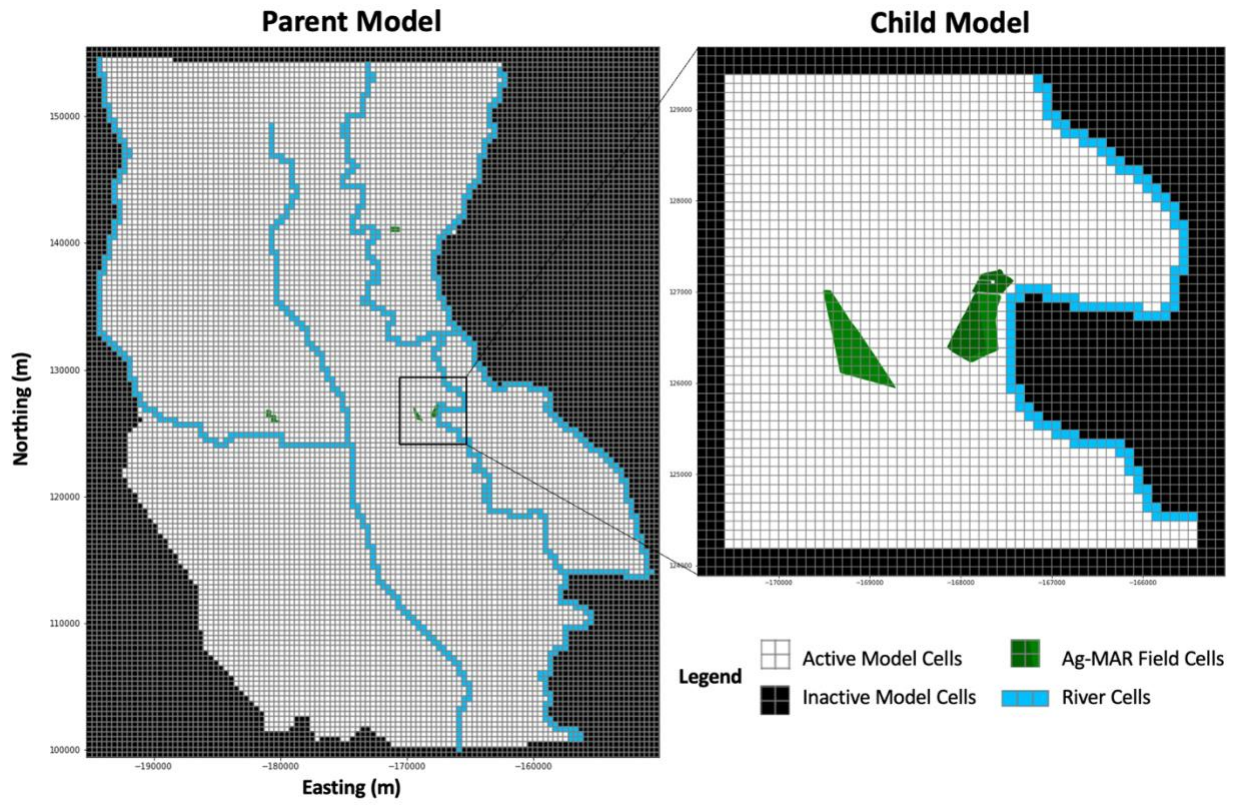 Parent Model
Child Model
150000
140000
130000
120000
110000
100000
Northing (m)
−190000
−180000
−170000
−160000
Easting (m)
129000
128000
127000
126000
125000
124000
−170000
−169000
−168000
−167000
−166000
Legend
Active Model Cells
Ag-MAR Field Cells
Inactive Model Cells
River Cells